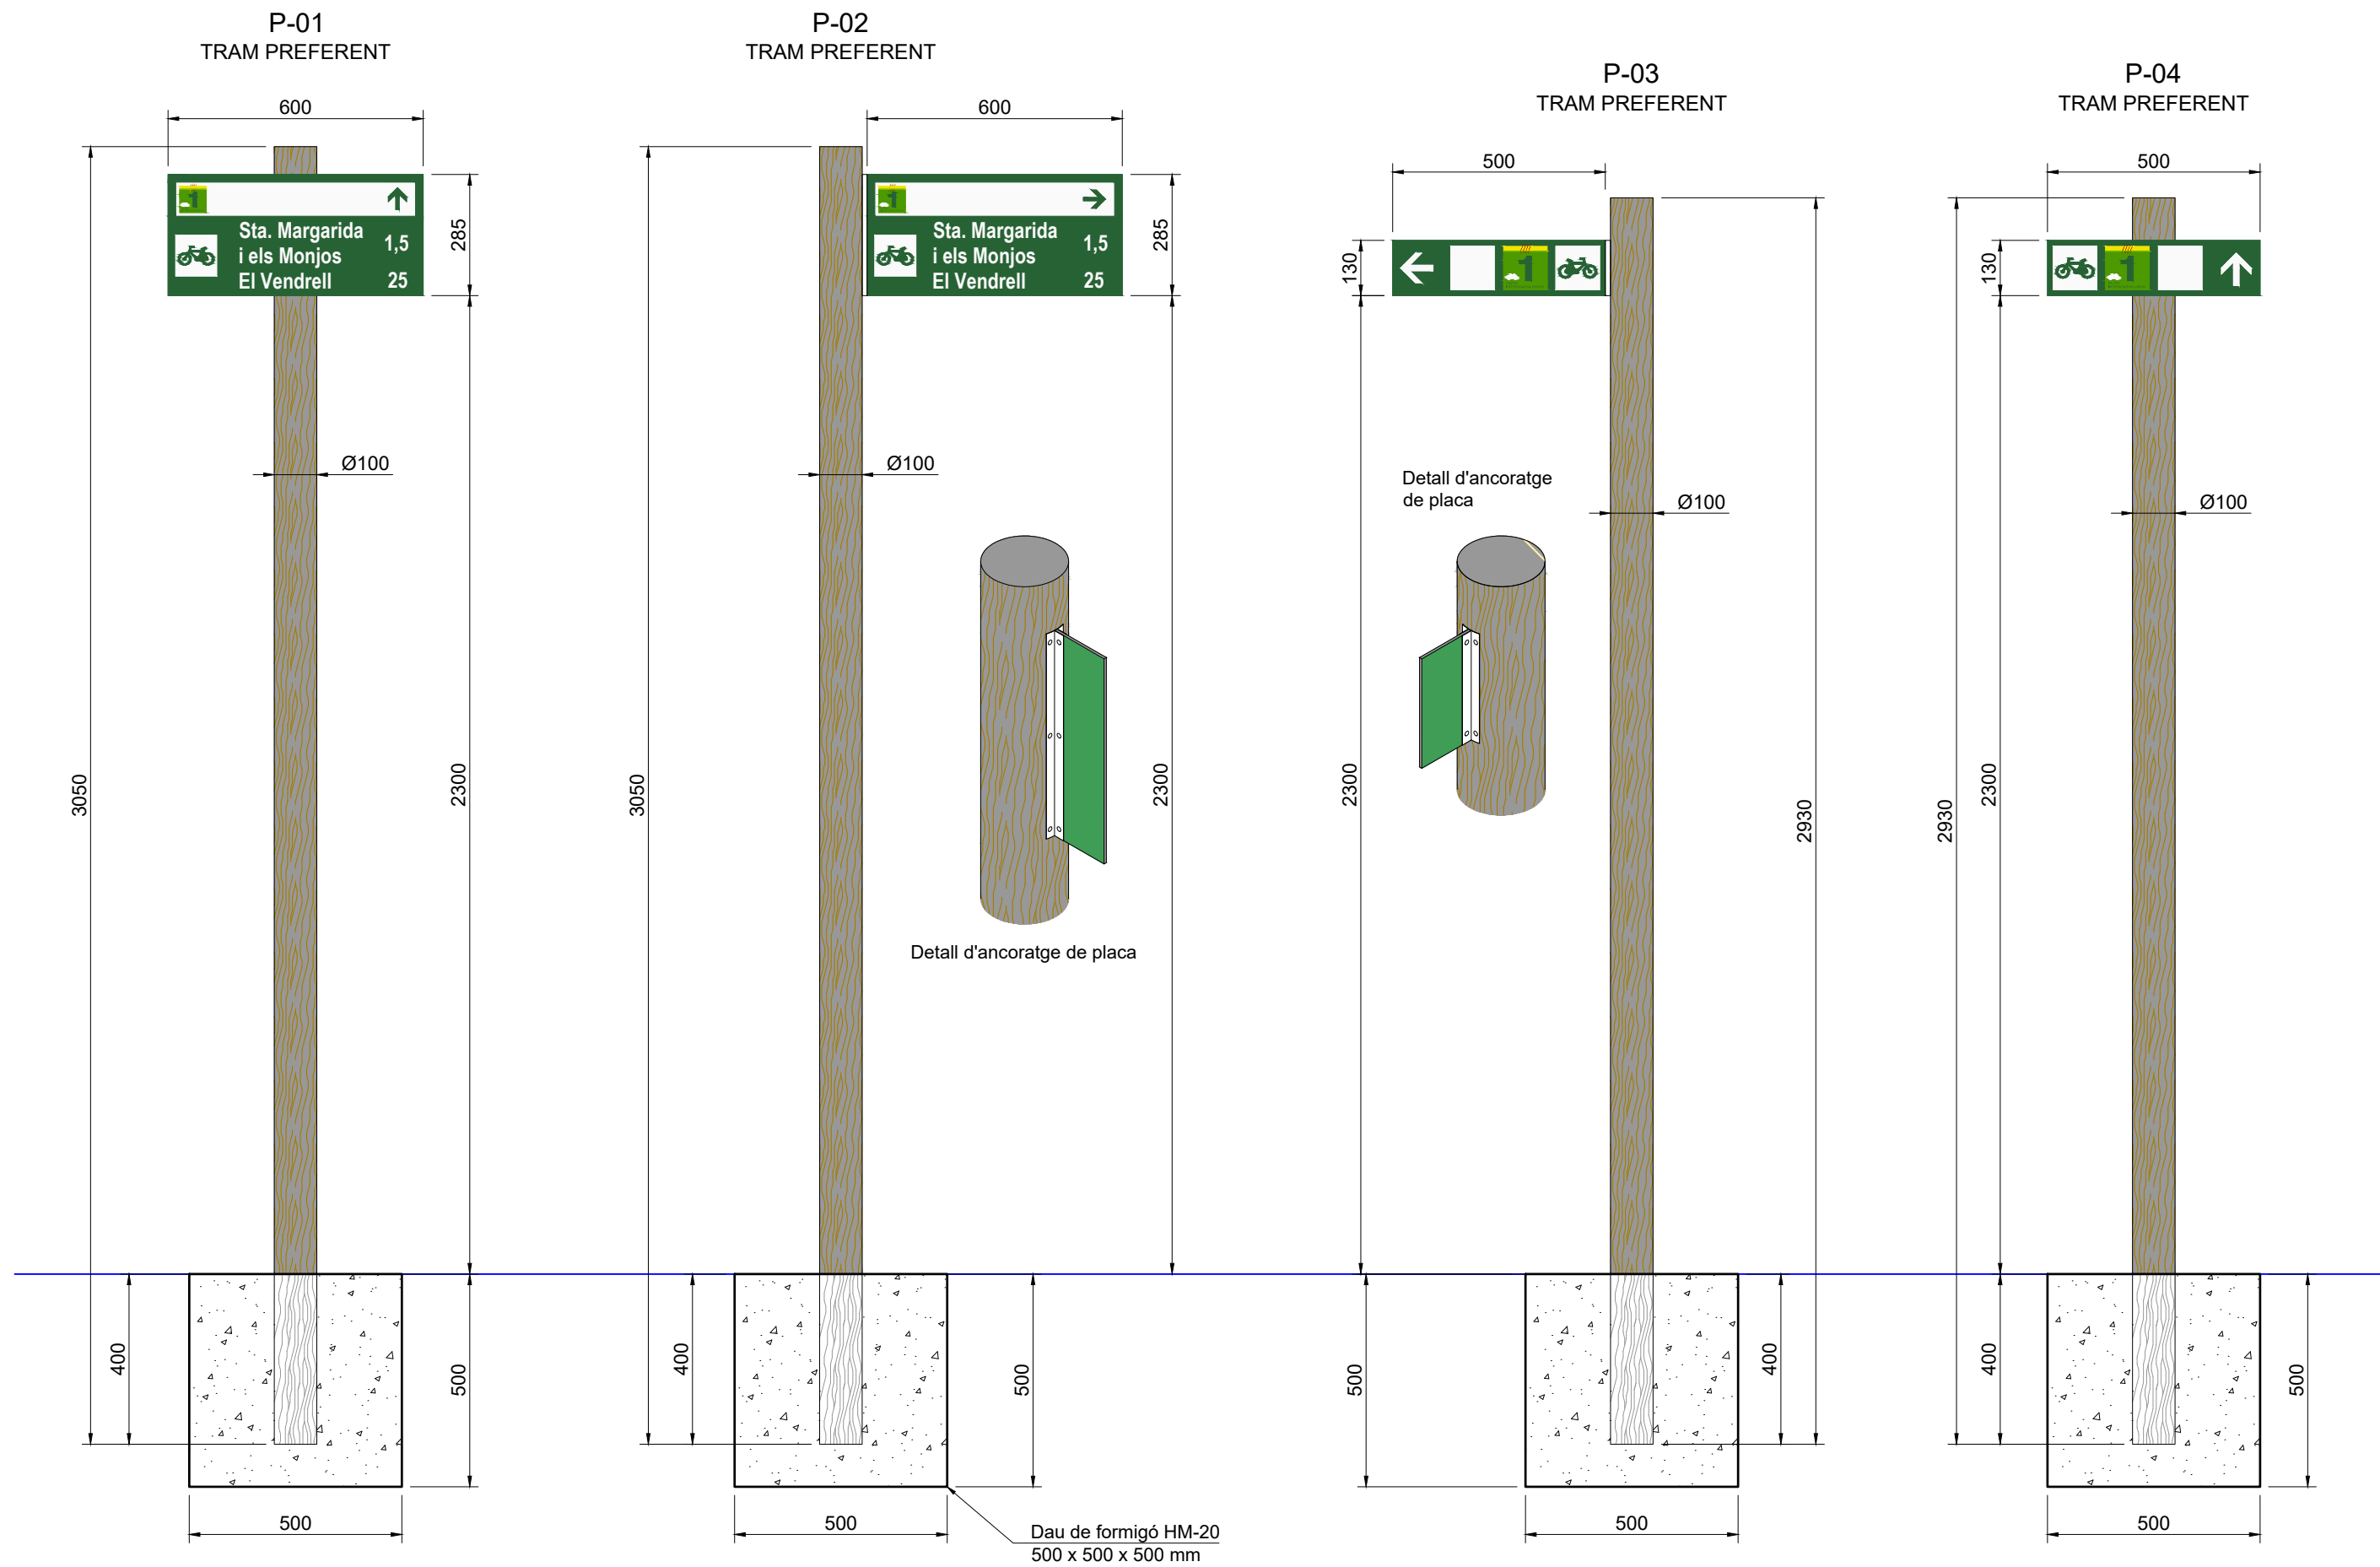 P-01
TRAM PREFERENT
600
Sta. Margarida
i els Monjos
El Vendrell
1,5
25
1
285
Ø100
3050
2300
400
500
500
P-02
TRAM PREFERENT
600
Sta. Margarida
i els Monjos
El Vendrell
1,5
25
1
285
Ø100
3050
2300
Detall d'ancoratge de placa
400
500
500
Dau de formigó HM-20
500 x 500 x 500 mm
P-03
TRAM PREFERENT
500
130
1
Detall d'ancoratge
de placa
Ø100
2300
2930
500
400
500
P-04
TRAM PREFERENT
500
130
1
Ø100
2930
2300
400
500
500